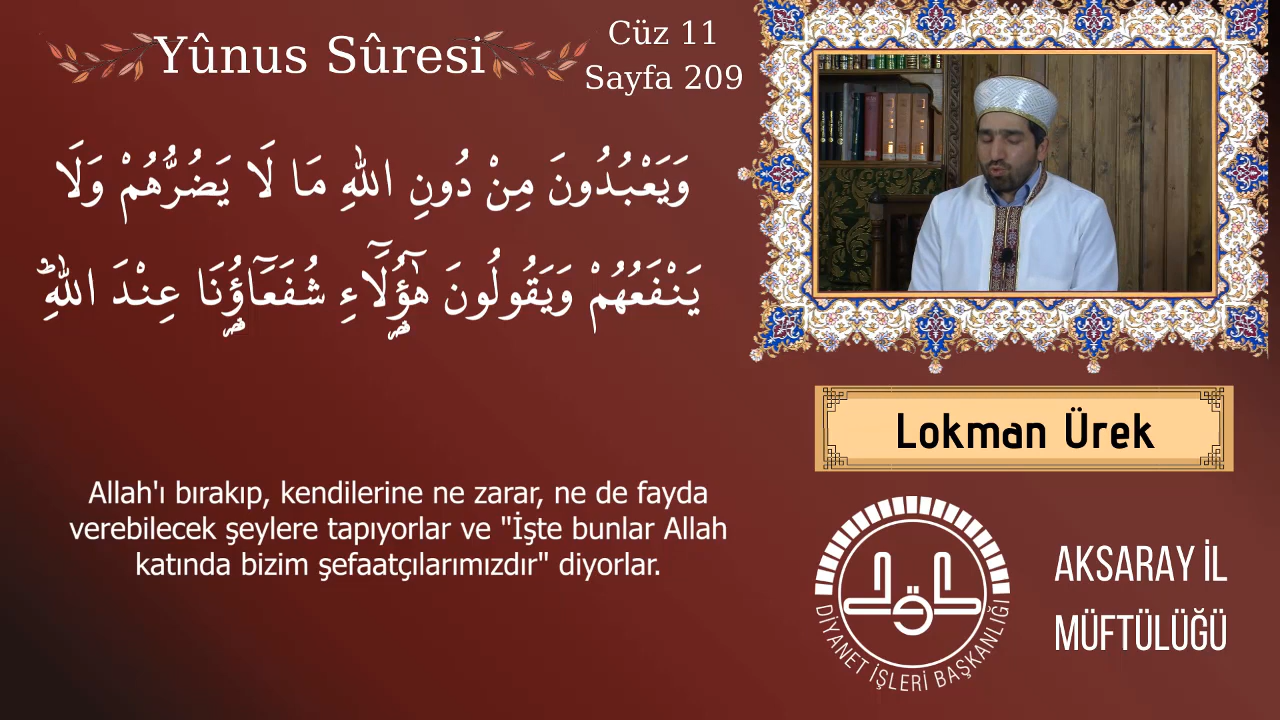 Yûnus Sûresi
Cüz 11
Sayfa 209
وَيَعْبُدُونَ مِنْ دُونِ اللّٰهِ مَا لَا يَضُرُّهُمْ وَلَا
يَنْفَعُهُمْ وَيَقُولُونَ هٰٓؤُ۬لَٓاءِ شُفَعَٓاؤُ۬نَا عِنْدَ اللّٰهِؕ
Allah'ı bırakıp, kendilerine ne zarar, ne de fayda
verebilecek şeylere tapıyorlar ve "İşte bunlar Allah
katında bizim şefaatçılarımızdır" diyorlar.
Lokman Ürek
DİYANET İŞLERİ BAŞKANLIĞI
AKSARAY İL
MÜFTÜLÜĞÜ